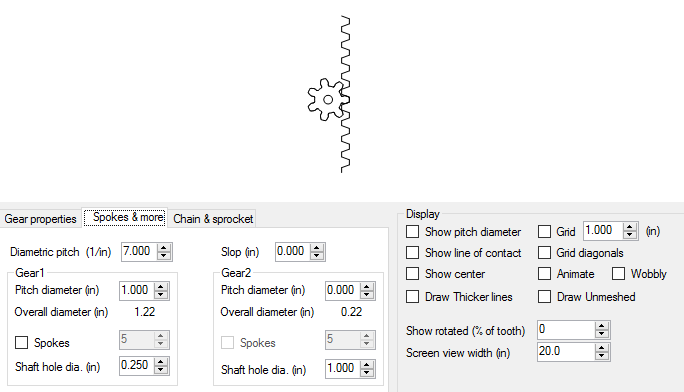 Gear properties Spokes & more Chain & sprocket
Diametric pitch (1/in) 7.000 Slop (in) 0.000
Gear1
Pitch diameter (in) 1.000
Overall diameter (in) 1.22
Spokes 5
Shaft hole dia. (in) 0.250
Gear2
Pitch diameter (in) 0.000
Overall diameter (in) 0.22
Spokes 5
Shaft hole dia. (in) 1.000
Display
Show pitch diameter Grid 1.000 (in)
Show line of contact Grid diagonals
Show center Animate Wobbly
Draw Thicker lines Draw Unmeshed
Show rotated (% of tooth) 0
Screen view width (in) 20.0